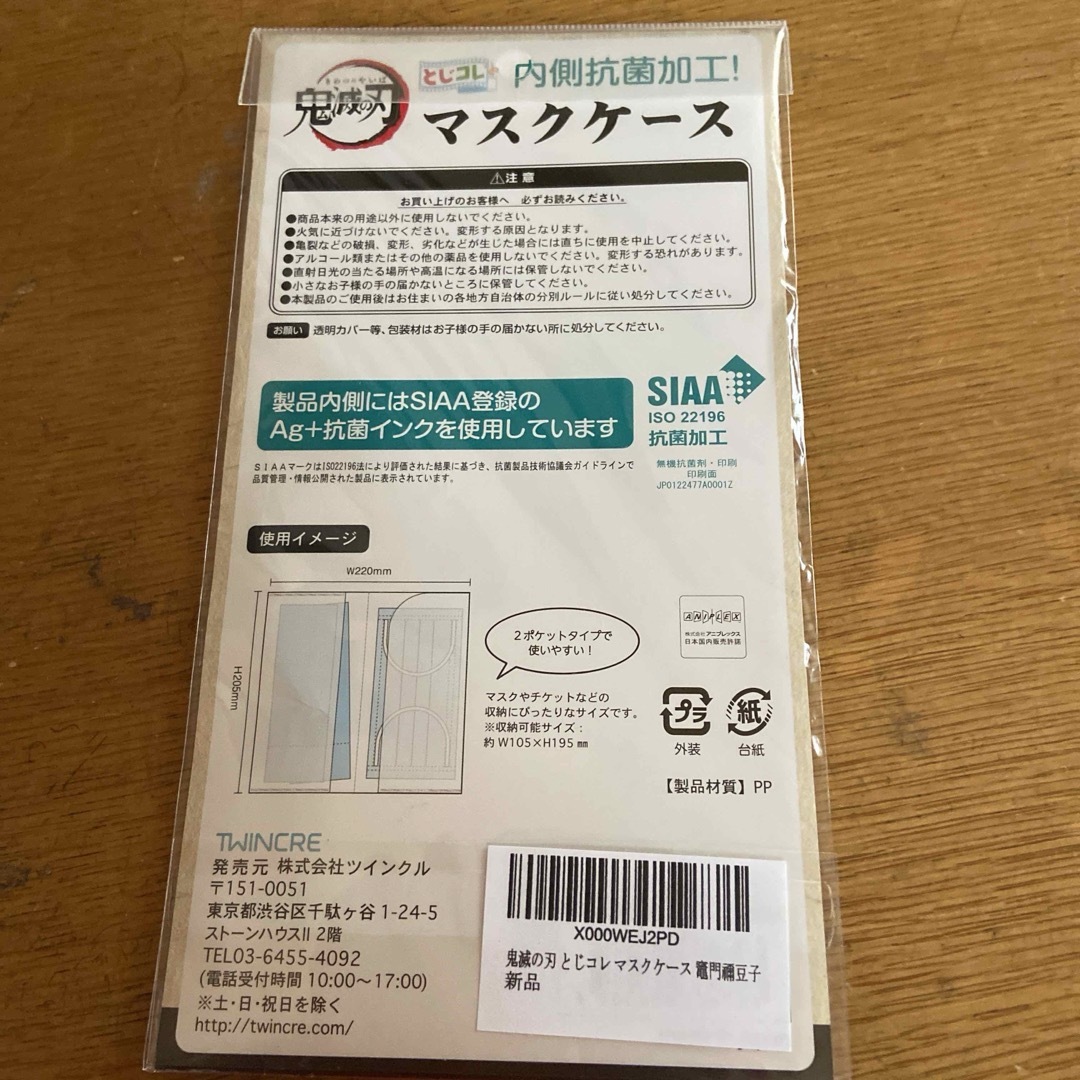 きめつのやいば
鬼滅の刃
とじコレ
内側抗菌加工!
マスクケース
⚠注意
お買い上げのお客様へ 必ずお読みください。
●商品本来の用途以外に使用しないでください。
●火気に近づけないでください。変形する原因となります。
●亀裂などの破損、変形、劣化などが生じた場合には直ちに使用を中止してください。
●アルコール類またはその他の薬品を使用しないでください。変形する恐れがあります。
●直射日光の当たる場所や高温になる場所には保管しないでください。
●小さなお子様の手の届かないところに保管してください。
●本製品のご使用後はお住まいの各地方自治体の分別ルールに従い処分してください。
お願い 透明カバー等、包装材はお子様の手の届かない所に処分してください。
製品内側にはSIAA登録の
Ag+抗菌インクを使用しています
SIAA
ISO 22196
抗菌加工
無機抗菌剤・印刷
印刷面
JP0122477A0001Z
SIAAマークはISO22196法により評価された結果に基づき、抗菌製品技術協議会ガイドラインで
品質管理・情報公開された製品に表示されています。
使用イメージ
W220mm
H205mm
2ポケットタイプで
使いやすい!
マスクやチケットなどの
収納にぴったりなサイズです。
※収納可能サイズ:
約W105×H195㎜
ANIPLEX
株式会社アニプレックス
日本国内販売許諾
プラ
外装
紙
台紙
【製品材質】PP
TWINCRE
発売元 株式会社ツインクル
〒151-0051
東京都渋谷区千駄ヶ谷1-24-5
ストーンハウスII 2階
TEL03-6455-4092
(電話受付時間 10:00〜17:00)
※土・日・祝日を除く
http://twincre.com/
X000WEJ2PD
鬼滅の刃 とじコレ マスクケース 竈門禰豆子
新品